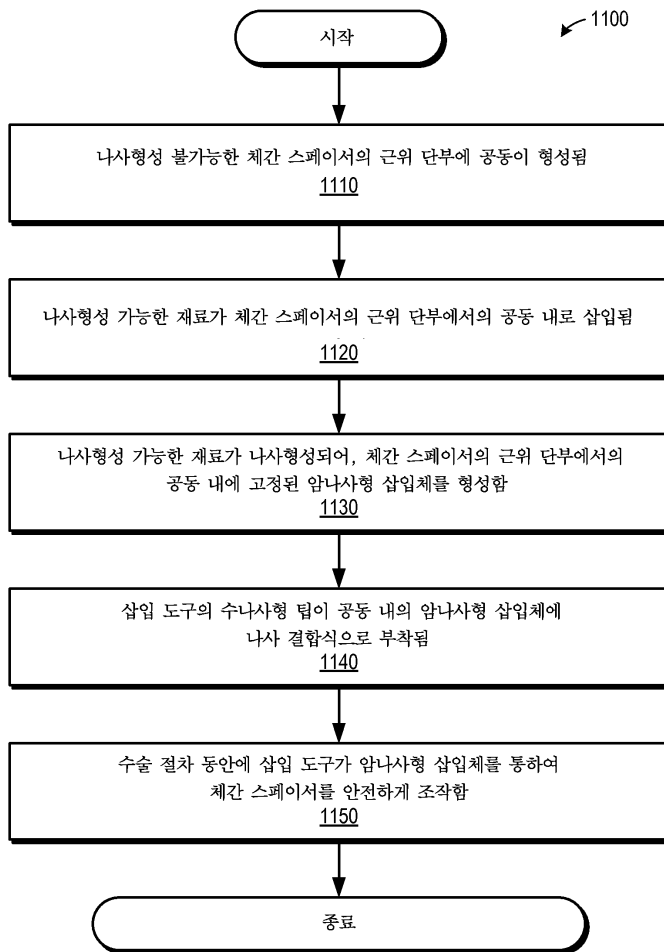 시작
1100
나사형성 불가능한 체간 스페이서의 근위 단부에 공동이 형성됨
1110
나사형성 가능한 재료가 체간 스페이서의 근위 단부에서의 공동 내로 삽입됨
1120
나사형성 가능한 재료가 나사형성되어, 체간 스페이서의 근위 단부에서의
공동 내에 고정된 암나사형 삽입체를 형성함
1130
삽입 도구의 수나사형 팁이 공동 내의 암나사형 삽입체에
나사 결합식으로 부착됨
1140
수술 절차 동안에 삽입 도구가 암나사형 삽입체를 통하여
체간 스페이서를 안전하게 조작함
1150
종료